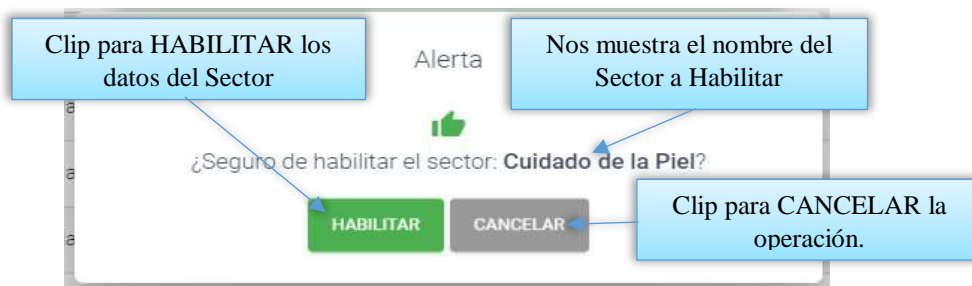 Clip para HABILITAR los
datos del Sector
Alerta
Nos muestra el nombre del
Sector a Habilitar
¿Seguro de habilitar el sector: Cuidado de la Piel?
HABILITAR
CANCELAR
Clip para CANCELAR la
operación.